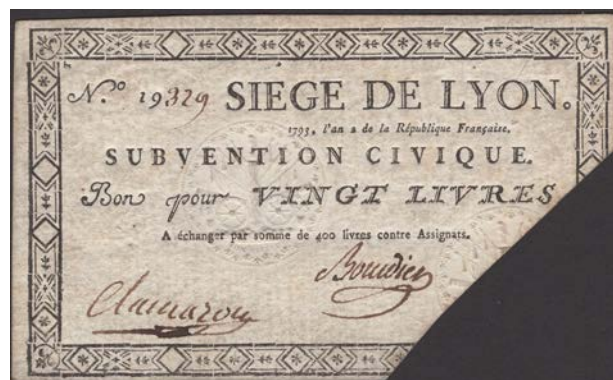 N.º 19329 SIEGE DE LYON.
1793, l'an 2 de la République Française.
SUBVENTION CIVIQUE.
Bon pour VINGT LIVRES
A échanger par somme de 400 livres contre Assignats.